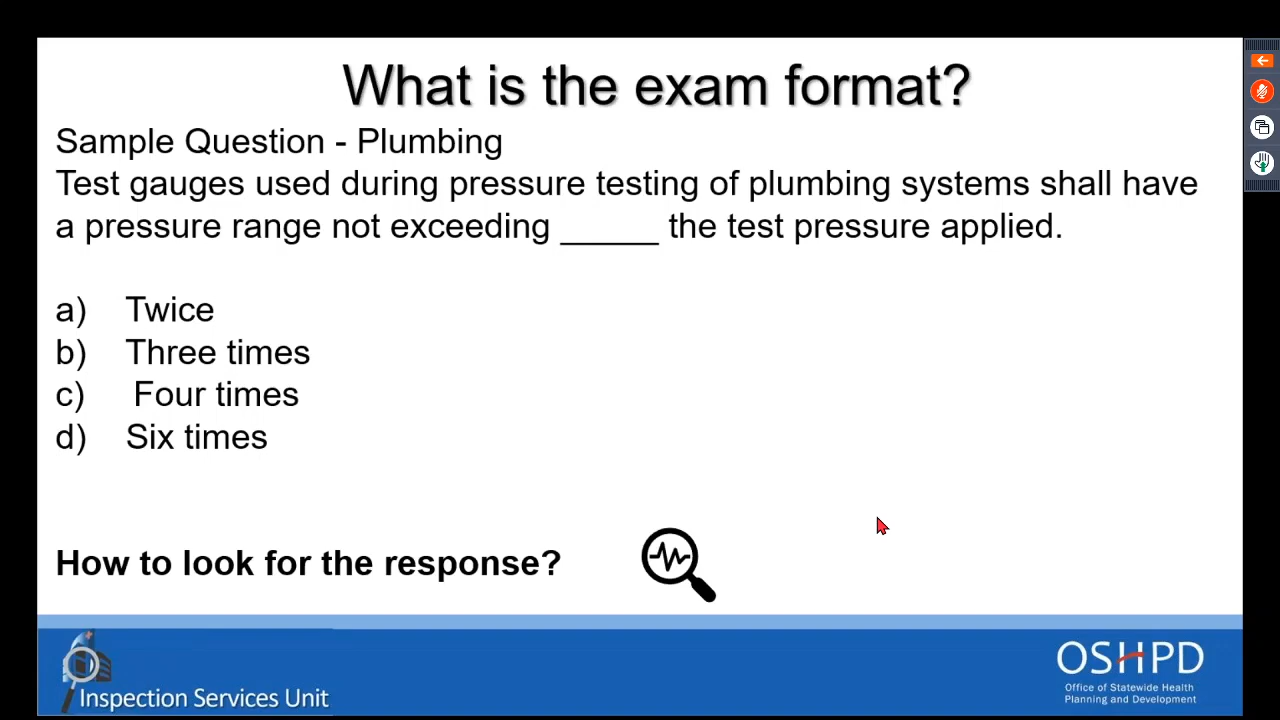 What is the exam format?
Sample Question - Plumbing
Test gauges used during pressure testing of plumbing systems shall have
a pressure range not exceeding _____ the test pressure applied.
a) Twice
b) Three times
c) Four times
d) Six times
How to look for the response?
Inspection Services Unit
OSHPD
Office of Statewide Health
Planning and Development